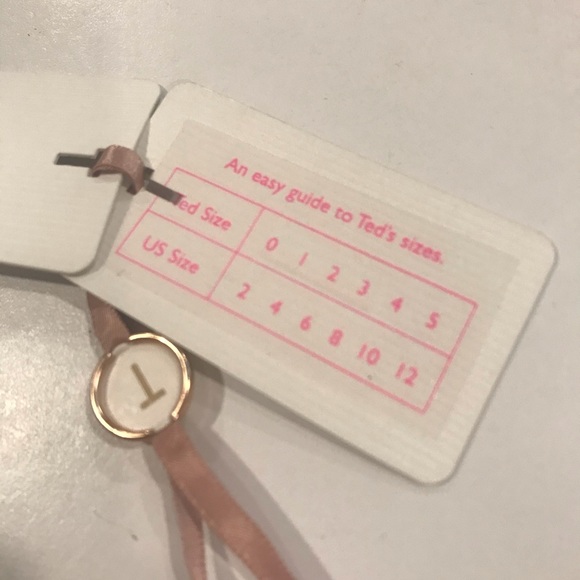 An easy guide to Ted's sizes.
Ted Size 0 1 2 3 4 5
US Size 2 4 6 8 10 12
T